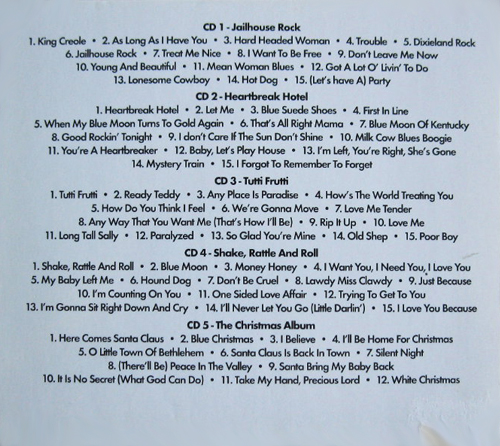 CD 1 - Jailhouse Rock
1. King Creole • 2. As Long As I Have You • 3. Hard Headed Woman • 4. Trouble • 5. Dixieland Rock
6. Jailhouse Rock • 7. Treat Me Nice • 8. I Want To Be Free • 9. Don't Leave Me Now
10. Young And Beautiful • 11. Mean Woman Blues • 12. Got A Lot O' Livin' To Do
13. Lonesome Cowboy • 14. Hot Dog • 15. (Let's have A) Party
CD 2 - Heartbreak Hotel
1. Heartbreak Hotel • 2. Let Me • 3. Blue Suede Shoes • 4. First In Line
5. When My Blue Moon Turns To Gold Again • 6. That's All Right Mama • 7. Blue Moon Of Kentucky
8. Good Rockin' Tonight • 9. I don't Care If The Sun Don't Shine • 10. Milk Cow Blues Boogie
11. You're A Heartbreaker • 12. Baby, Let's Play House • 13. I'm Left, You're Right, She's Gone
14. Mystery Train • 15. I Forgot To Remember To Forget
CD 3 - Tutti Frutti
1. Tutti Frutti • 2. Ready Teddy • 3. Any Place Is Paradise • 4. How's The World Treating You
5. How Do You Think I Feel • 6. We're Gonna Move • 7. Love Me Tender
8. Any Way That You Want Me (That's How I'll Be) • 9. Rip It Up • 10. Love Me
11. Long Tall Sally • 12. Paralyzed • 13. So Glad You're Mine • 14. Old Shep • 15. Poor Boy
CD 4 - Shake, Rattle And Roll
1. Shake, Rattle And Roll • 2. Blue Moon • 3. Money Honey • 4. I Want You, I Need You, I Love You
5. My Baby Left Me • 6. Hound Dog • 7. Don't Be Cruel • 8. Lawdy Miss Clawdy • 9. Just Because
10. I'm Counting On You • 11. One Sided Love Affair • 12. Trying To Get To You
13. I'm Gonna Sit Right Down And Cry • 14. I'll Never Let You Go (Little Darlin') • 15. I Love You Because
CD 5 - The Christmas Album
1. Here Comes Santa Claus • 2. Blue Christmas • 3. I Believe • 4. I'll Be Home For Christmas
5. O Little Town Of Bethlehem • 6. Santa Claus Is Back In Town • 7. Silent Night
8. (There'll Be) Peace In The Valley • 9. Santa Bring My Baby Back
10. It Is No Secret (What God Can Do) • 11. Take My Hand, Precious Lord • 12. White Christmas